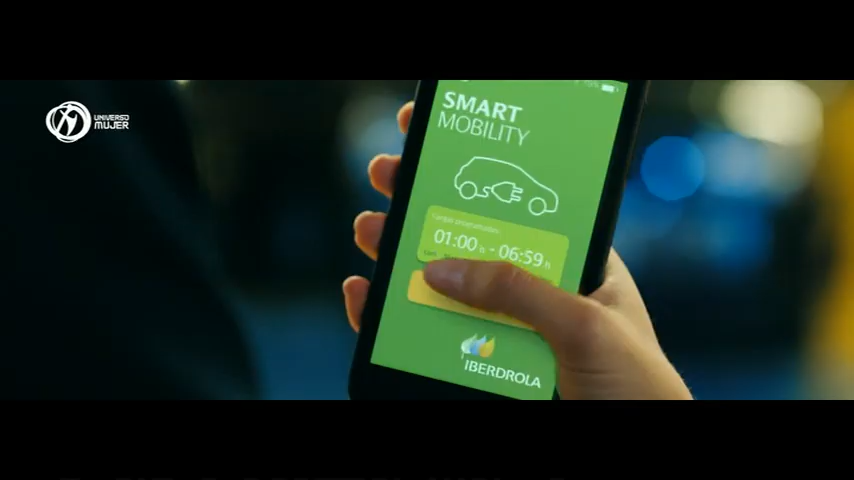 UNIVERSO
MUJER
SMART
MOBILITY
01:00 h - 06:59 h
IBERDROLA